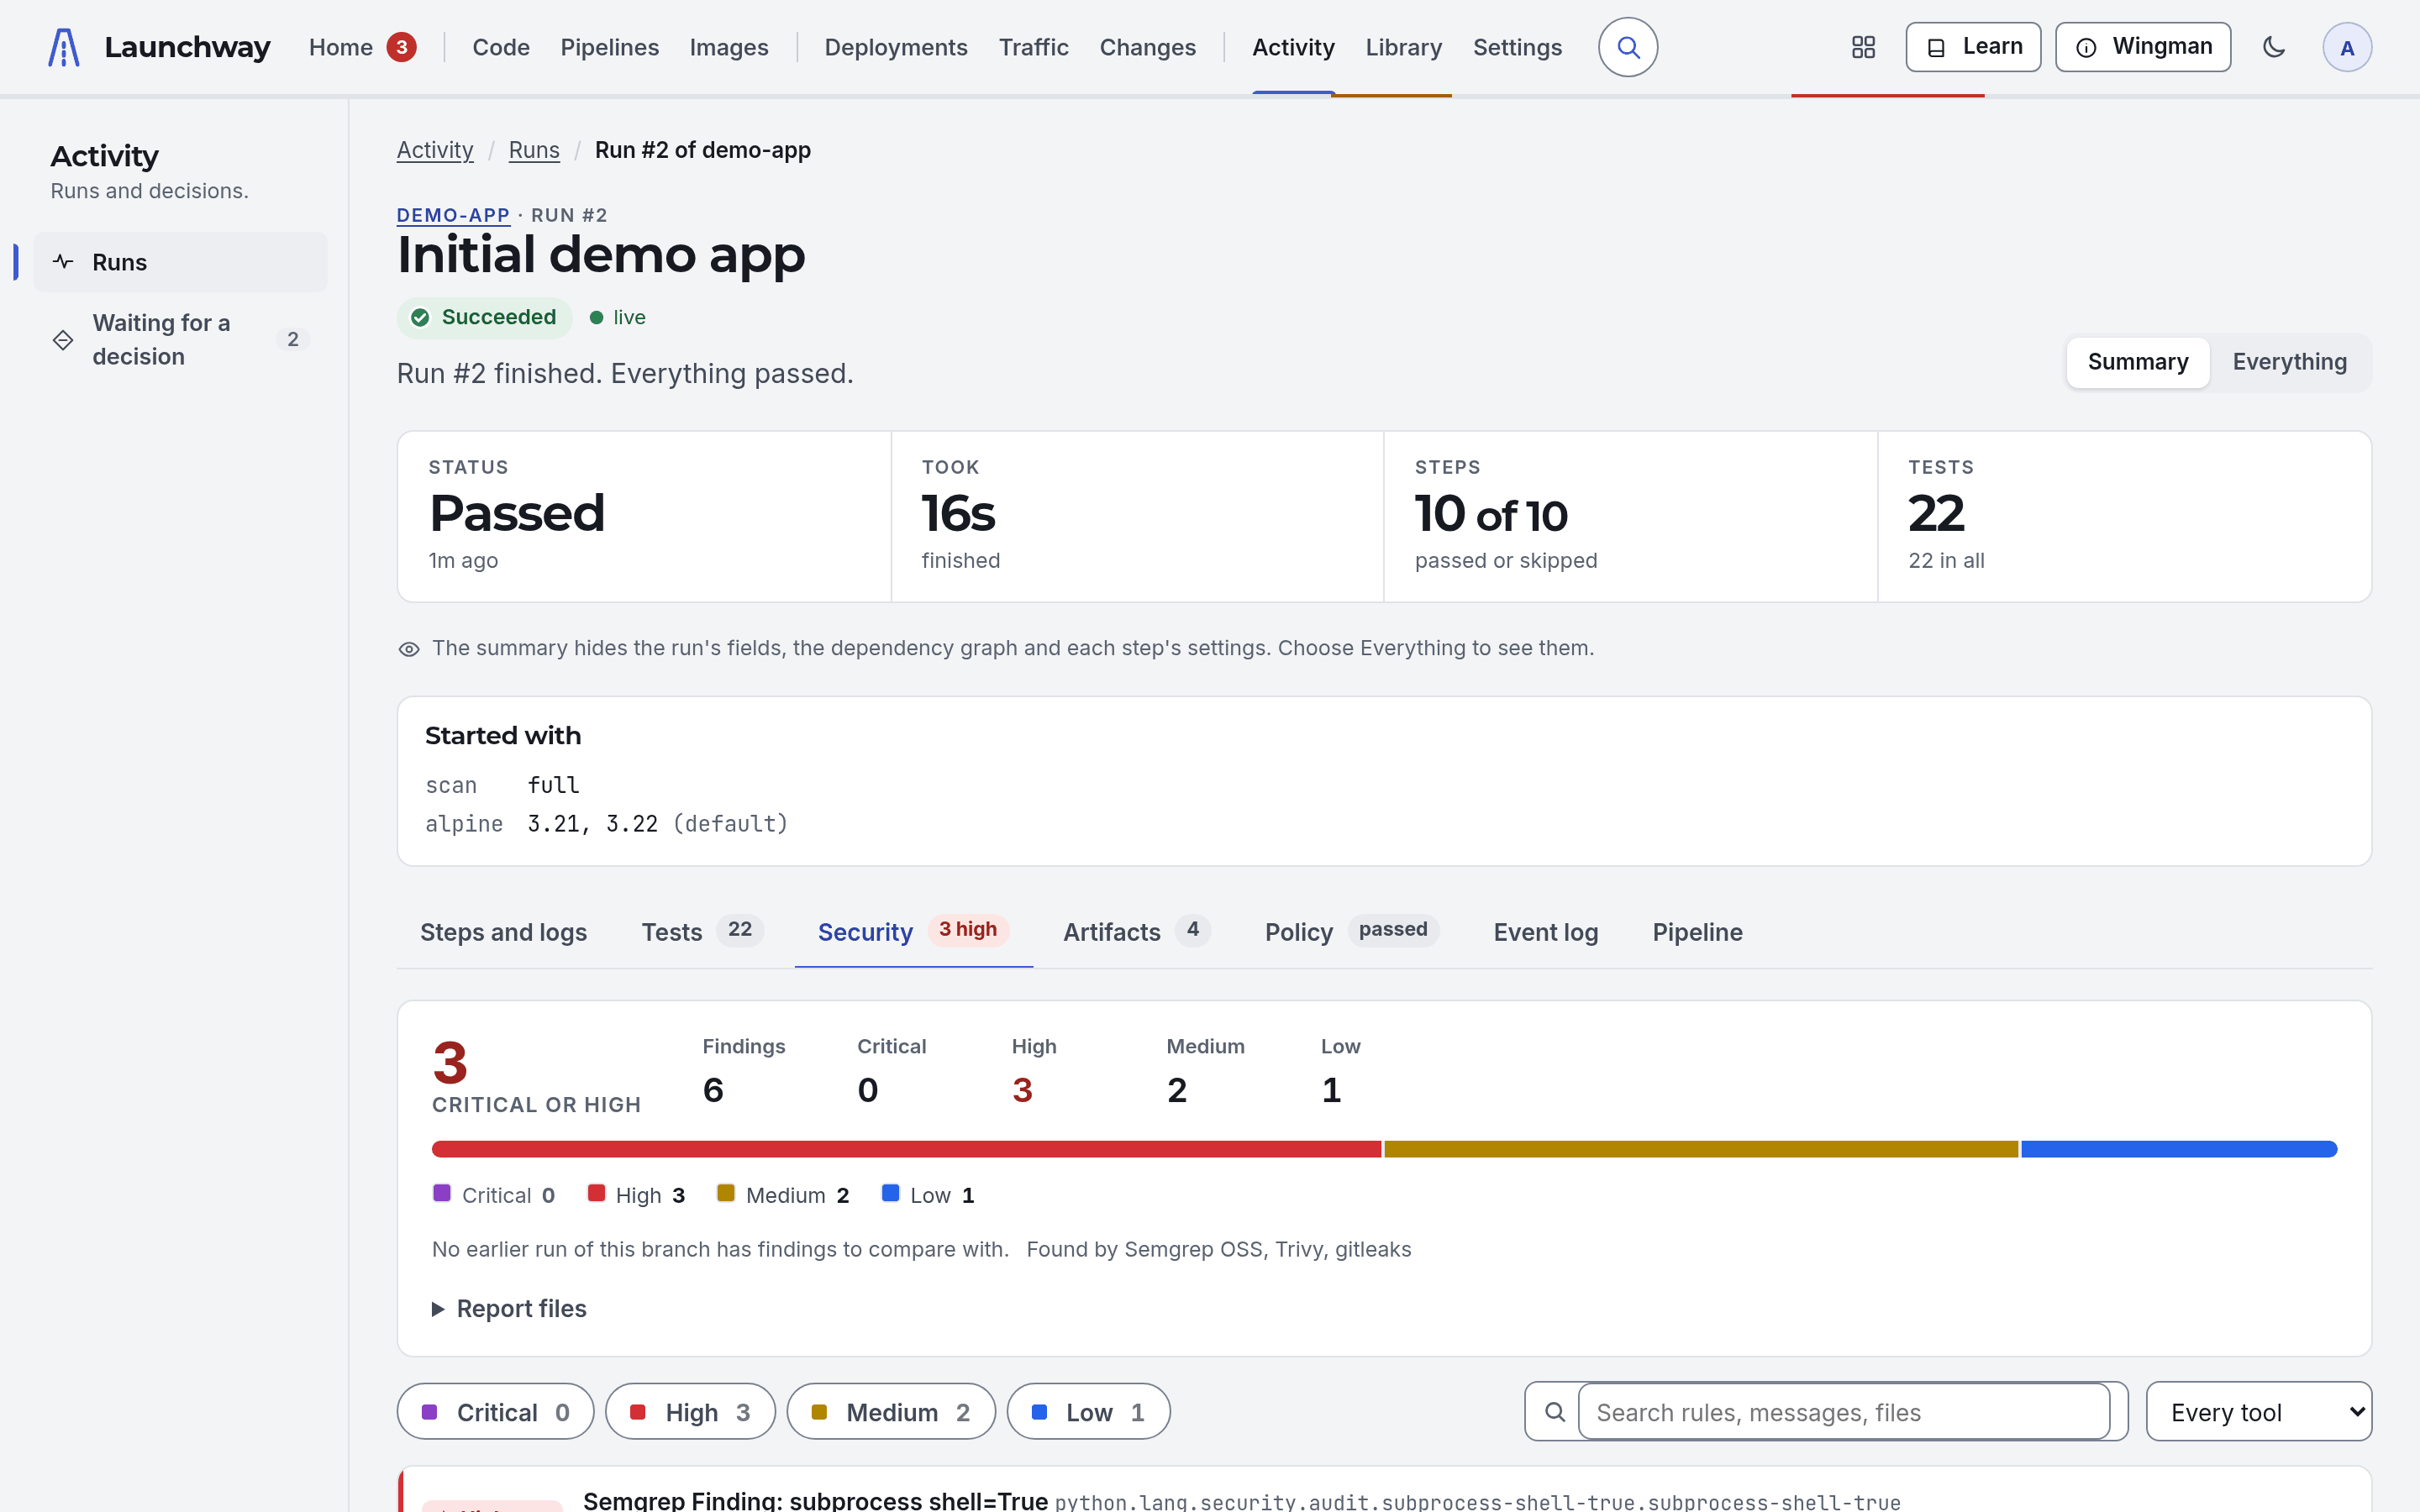 Launchway Home 3 Code Pipelines Images Deployments Traffic Changes Activity Library Settings Learn Wingman A
Activity
Runs and decisions.
Runs
Waiting for a
decision
2
Activity / Runs / Run #2 of demo-app
DEMO-APP · RUN #2
Initial demo app
Succeeded live
Run #2 finished. Everything passed.
Summary Everything
STATUS
Passed
1m ago
TOOK
16s
finished
STEPS
10 of 10
passed or skipped
TESTS
22
22 in all
The summary hides the run's fields, the dependency graph and each step's settings. Choose Everything to see them.
Started with
scan full
alpine 3.21, 3.22 (default)
Steps and logs Tests 22 Security 3 high Artifacts 4 Policy passed Event log Pipeline
3
CRITICAL OR HIGH
Findings
6
Critical
0
High
3
Medium
2
Low
1
Critical 0 High 3 Medium 2 Low 1
No earlier run of this branch has findings to compare with. Found by Semgrep OSS, Trivy, gitleaks
Report files
Critical 0 High 3 Medium 2 Low 1 Search rules, messages, files Every tool
Semgrep Finding: subprocess shell=True python.lang.security.audit.subprocess-shell-true.subprocess-shell-true